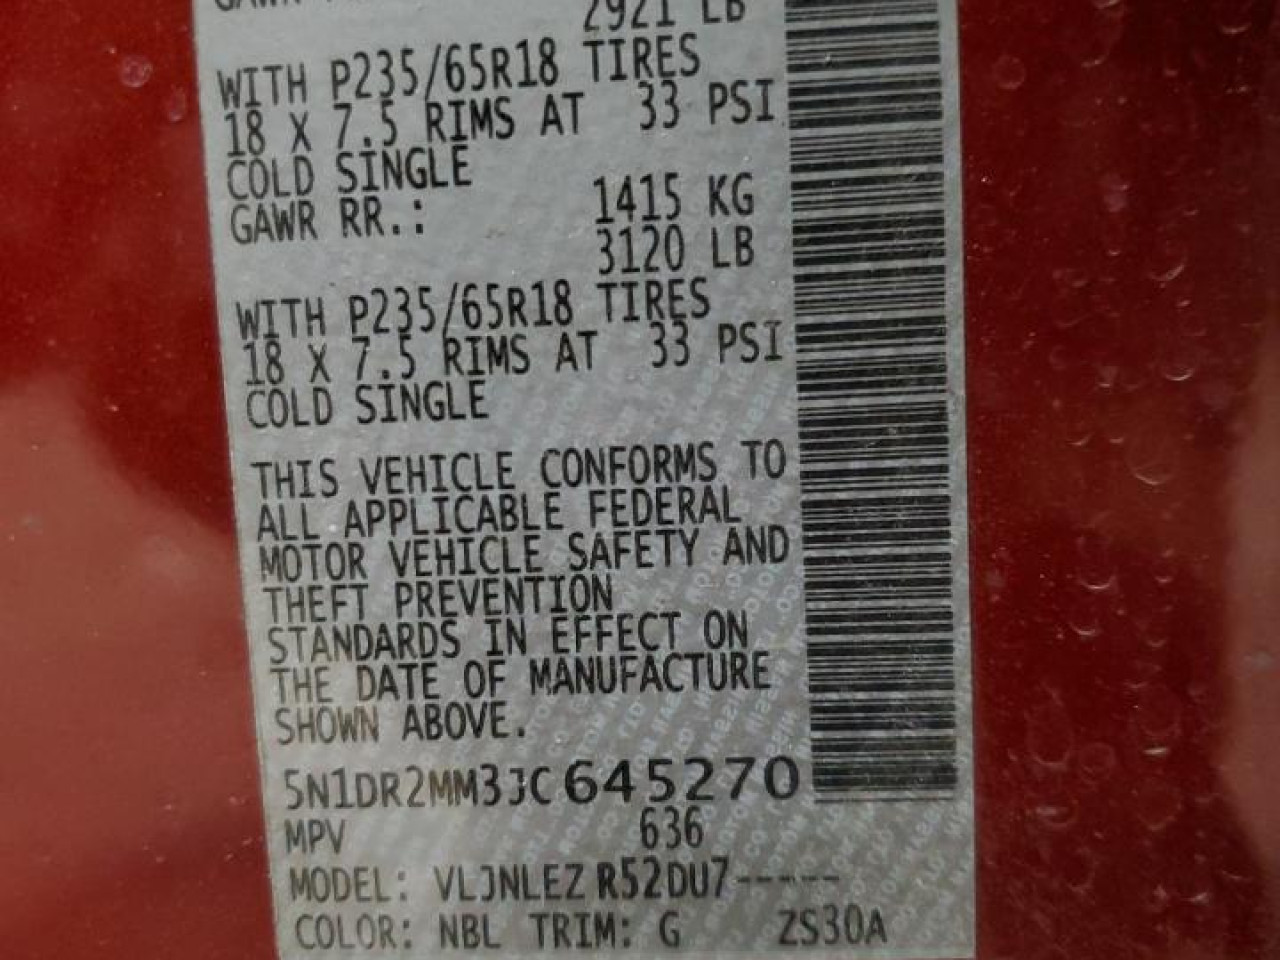 2921 LB
WITH P235/65R18 TIRES
18 X 7.5 RIMS AT 33 PSI
COLD SINGLE
GAWR RR.: 1415 KG
3120 LB
WITH P235/65R18 TIRES
18 X 7.5 RIMS AT 33 PSI
COLD SINGLE
THIS VEHICLE CONFORMS TO
ALL APPLICABLE FEDERAL
MOTOR VEHICLE SAFETY AND
THEFT PREVENTION
STANDARDS IN EFFECT ON
THE DATE OF MANUFACTURE
SHOWN ABOVE.
5N1DR2MM3JC645270
MPV 636
MODEL: VLJNLEZ R52DU7-----
COLOR: NBL TRIM: G ZS30A